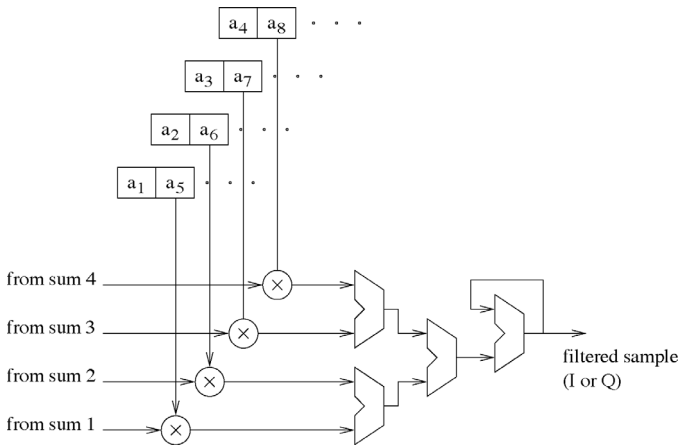 a₄ a₈ . . .
a₃ a₇ . . .
a₂ a₆ . . .
a₁ a₅ . . .
from sum 4 ×
from sum 3 ×
from sum 2 ×
from sum 1 ×
filtered sample
(I or Q)